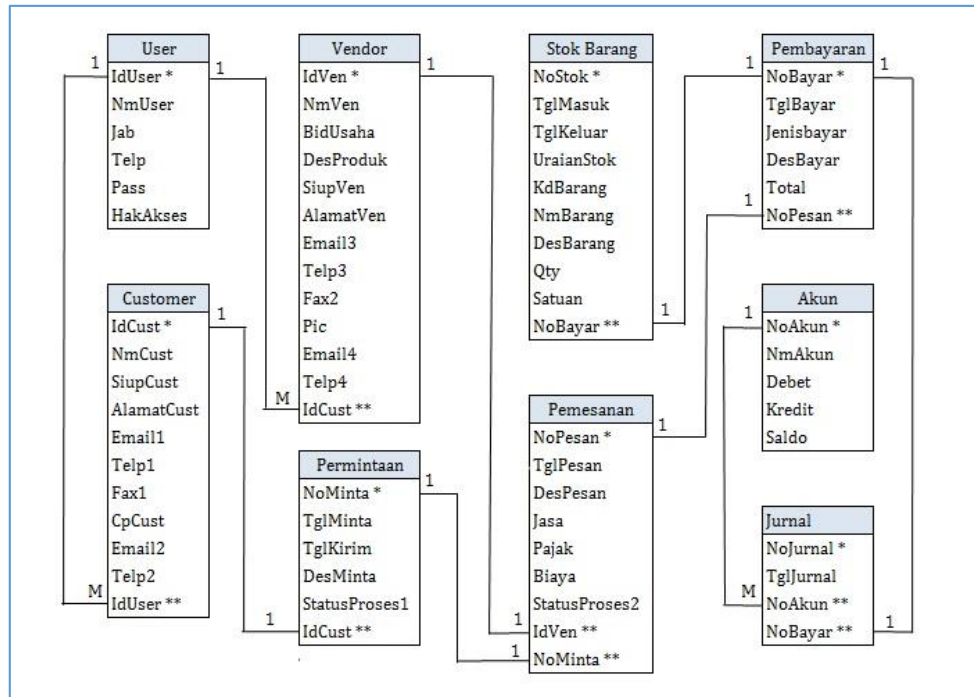 User
1
IdUser *
1
NmUser
Jab
Telp
Pass
HakAkses
Vendor
IdVen *
1
NmVen
BidUsaha
DesProduk
SiupVen
AlamatVen
Email3
Telp3
Fax2
Pic
Email4
Telp4
M
IdCust **
Stok Barang
NoStok *
TglMasuk
TglKeluar
UraianStok
KdBarang
NmBarang
DesBarang
Qty
Satuan
NoBayar **
1
Pembayaran
1
NoBayar *
1
TglBayar
Jenisbayar
DesBayar
Total
1
NoPesan **
Customer
IdCust *
1
NmCust
SiupCust
AlamatCust
Email1
Telp1
Fax1
CpCust
Email2
Telp2
M
IdUser **
Permintaan
NoMinta *
1
TglMinta
TglKirim
DesMinta
StatusProses1
1
IdCust **
Pemesanan
NoPesan *
1
TglPesan
DesPesan
Jasa
Pajak
Biaya
StatusProses2
1
IdVen **
1
NoMinta **
Akun
1
NoAkun *
NmAkun
Debet
Kredit
Saldo
Jurnal
NoJurnal *
TglJurnal
M
NoAkun **
NoBayar **
1